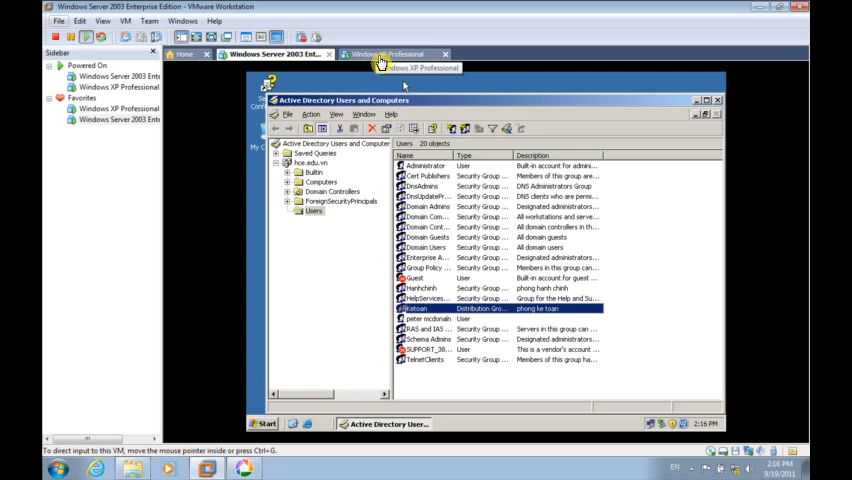 Windows Server 2003 Enterprise Edition - VMware Workstation
File Edit View VM Team Windows Help
Sidebar
Home
Windows Server 2003 Ent...
Windows XP Professional
Windows XP Professional
Powered On
Windows Server 2003 Ente
Windows XP Professional
Favorites
Windows XP Professional
Windows Server 2003 Ente
Active Directory Users and Computers
File Action View Window Help
Active Directory Users and Computer
Saved Queries
hce.edu.vn
Builtin
Computers
Domain Controllers
ForeignSecurityPrincipals
Users
Users 20 objects
Name Type Description
Administrator User Built-in account for admini...
Cert Publishers Security Group ... Members of this group are...
DnsAdmins Security Group ... DNS Administrators Group
DnsUpdatePr... Security Group ... DNS clients who are permi...
Domain Admins Security Group ... Designated administrators...
Domain Com... Security Group ... All workstations and serve...
Domain Cont... Security Group ... All domain controllers in th...
Domain Guests Security Group ... All domain guests
Domain Users Security Group ... All domain users
Enterprise A... Security Group ... Designated administrators...
Group Policy ... Security Group ... Members in this group can...
Guest User Built-in account for guest ...
Hanhchinh Security Group ... phong hanh chinh
HelpServices... Security Group ... Group for the Help and Su...
Ketoan Distribution Gro... phong ke toan
peter mcdonaln User
RAS and IAS ... Security Group ... Servers in this group can ...
Schema Admins Security Group ... Designated administrators...
SUPPORT_38... User This is a vendor's account ...
TelnetClients Security Group ... Members of this group ha...
Start
Active Directory User...
2:16 PM
To direct input to this VM, move the mouse pointer inside or press Ctrl+G.
EN
2:16 PM
9/19/2011